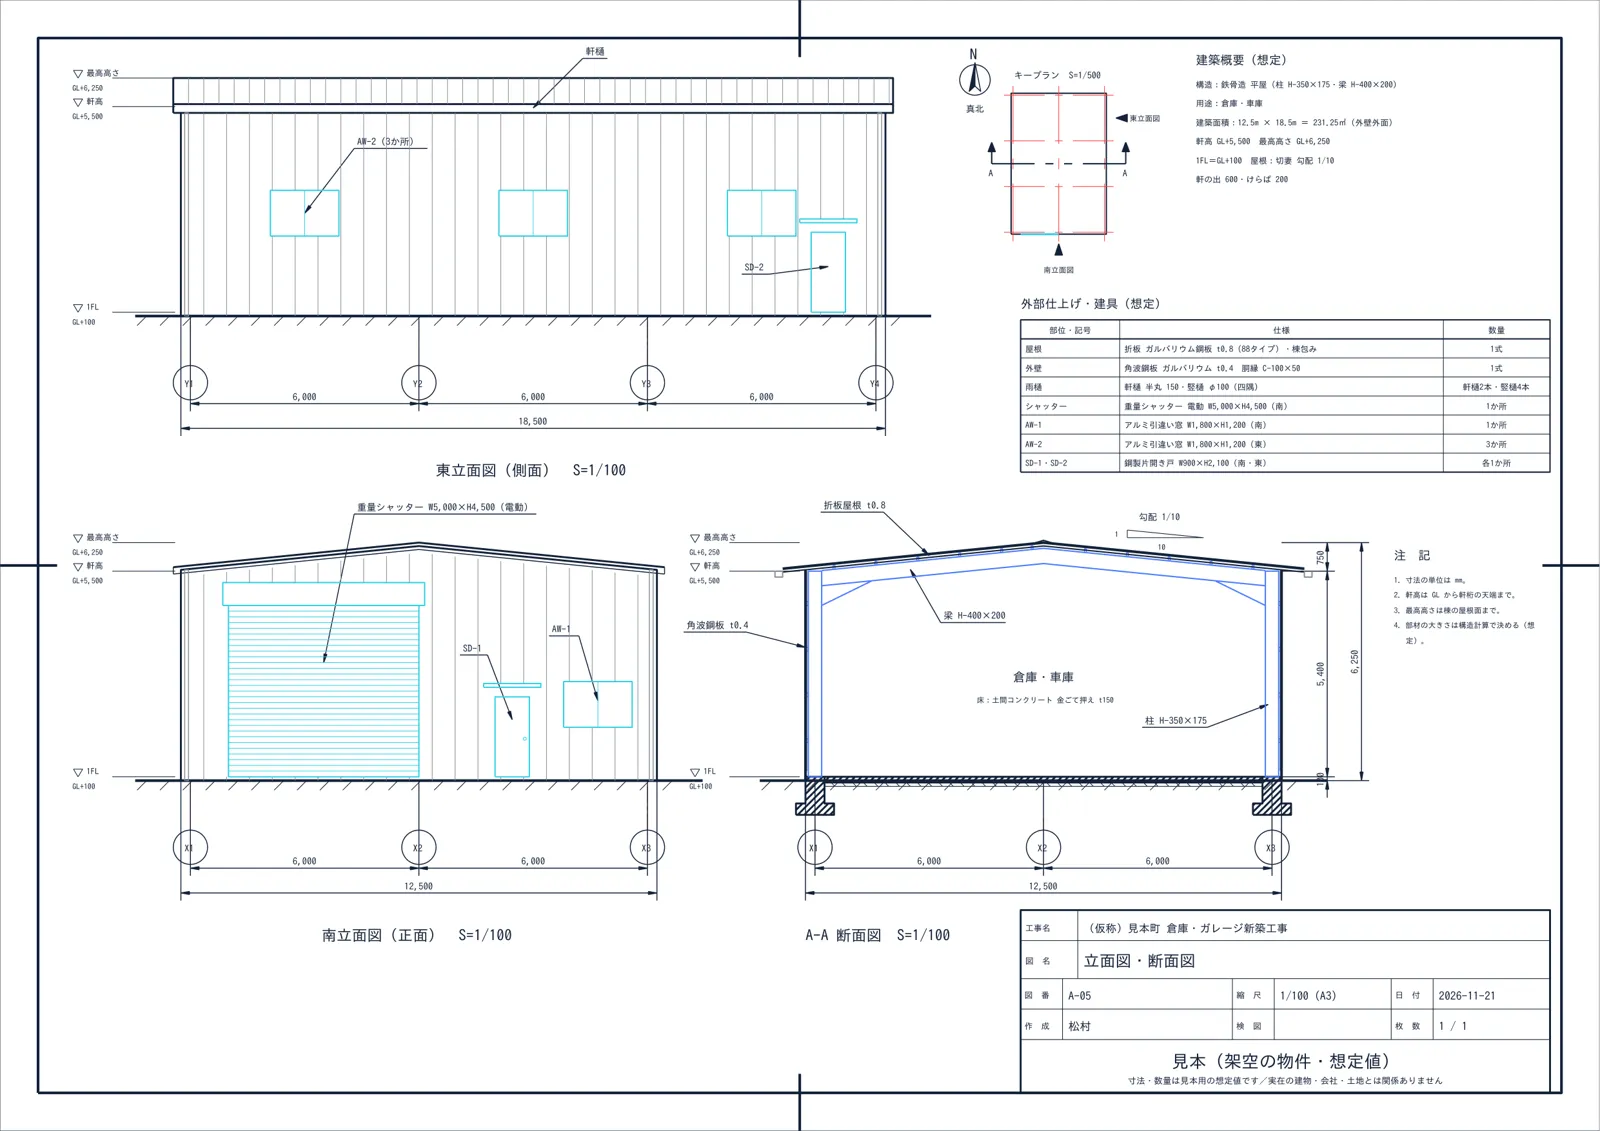 軒樋
最高高さ
GL+6,250
軒高
GL+5,500
AW-2（3か所）
SD-2
1FL
GL+100
Y1
Y2
Y3
Y4
6,000
6,000
6,000
18,500
東立面図（側面） S=1/100
N
真北
キープラン S=1/500
東立面図
A
A
南立面図
建築概要（想定）
構造：鉄骨造 平屋（柱 H-350×175・梁 H-400×200）
用途：倉庫・車庫
建築面積：12.5m × 18.5m ＝ 231.25㎡（外壁外面）
軒高 GL+5,500 最高高さ GL+6,250
1FL＝GL+100 屋根：切妻 勾配 1/10
軒の出 600・けらば 200
外部仕上げ・建具（想定）
部位・記号 仕様 数量
屋根 折板 ガルバリウム鋼板 t0.8（88タイプ）・棟包み 1式
外壁 角波鋼板 ガルバリウム t0.4 胴縁 C-100×50 1式
雨樋 軒樋 半丸 150・竪樋 φ100（四隅） 軒樋2本・竪樋4本
シャッター 重量シャッター 電動 W5,000×H4,500（南） 1か所
AW-1 アルミ引違い窓 W1,800×H1,200（南） 1か所
AW-2 アルミ引違い窓 W1,800×H1,200（東） 3か所
SD-1・SD-2 鋼製片開き戸 W900×H2,100（南・東） 各1か所
重量シャッター W5,000×H4,500（電動）
最高高さ
GL+6,250
軒高
GL+5,500
SD-1
AW-1
1FL
GL+100
X1
X2
X3
6,000
6,000
12,500
南立面図（正面） S=1/100
折板屋根 t0.8
最高高さ
GL+6,250
軒高
GL+5,500
勾配 1/10
1
10
角波鋼板 t0.4
梁 H-400×200
倉庫・車庫
床：土間コンクリート 金ごて押え t150
柱 H-350×175
750
5,400
6,250
100
1FL
GL+100
X1
X2
X3
6,000
6,000
12,500
A-A 断面図 S=1/100
注 記
1. 寸法の単位は mm。
2. 軒高は GL から軒桁の天端まで。
3. 最高高さは棟の屋根面まで。
4. 部材の大きさは構造計算で決める（想
定）。
工事名 （仮称）見本町 倉庫・ガレージ新築工事
図 名 立面図・断面図
図 番 A-05 縮 尺 1/100（A3） 日 付 2026-11-21
作 成 松村 検 図 枚 数 1 / 1
見本（架空の物件・想定値）
寸法・数量は見本用の想定値です／実在の建物・会社・土地とは関係ありません